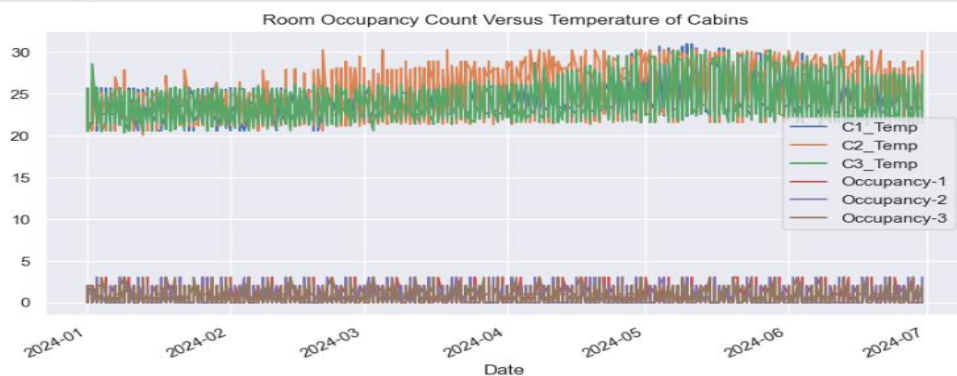 Room Occupancy Count Versus Temperature of Cabins
30
25
20
15
10
5
0
C1_Temp
C2_Temp
C3_Temp
Occupancy-1
Occupancy-2
Occupancy-3
2024-01
2024-02
2024-03
2024-04
2024-05
2024-06
2024-07
Date